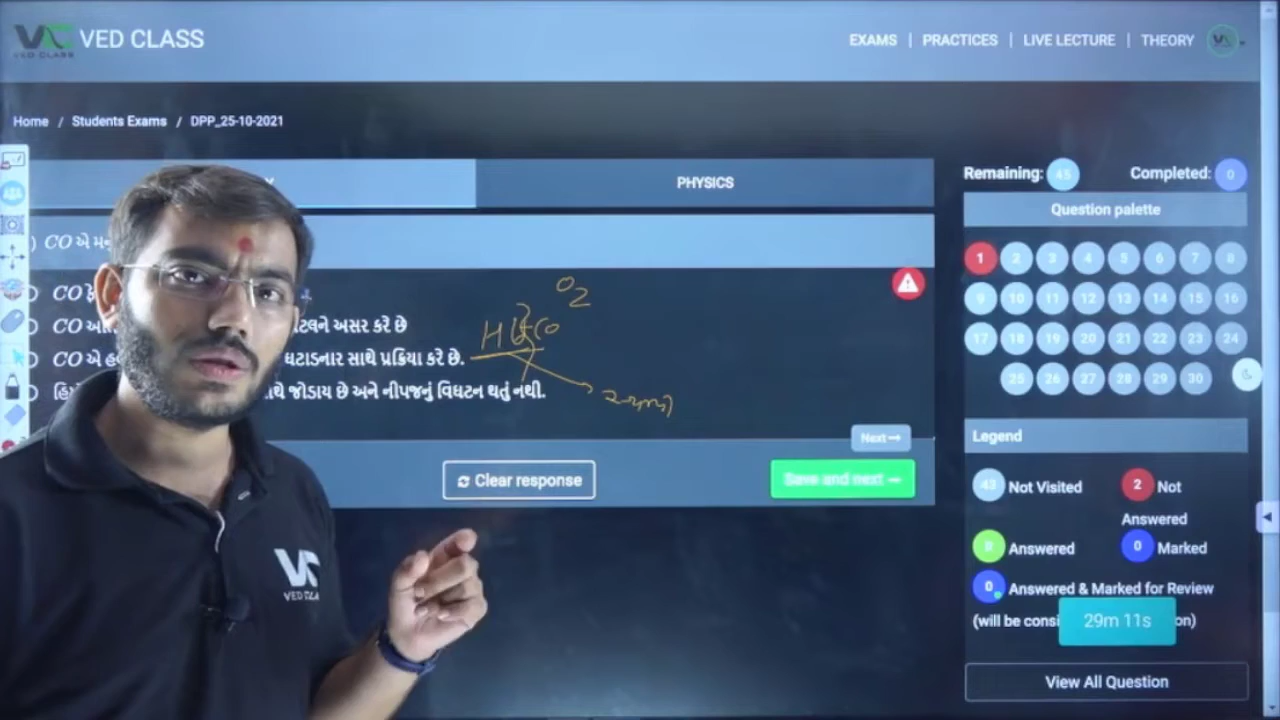 VED CLASS
VED CLASS
EXAMS | PRACTICES | LIVE LECTURE | THEORY
Home / Students Exams / DPP_25-10-2021
PHYSICS
Remaining: 45 Completed: 0
Question palette
) CO એ
CO
CO
ટલને અસર કરે છે
CO એ
ઘટાડનાર સાથે પ્રક્રિયા કરે છે.
સાથે જોડાય છે અને નીપજનું વિઘટન થતું નથી.
O2
CO
1 2 3 4 5 6 7 8
9 10 11 12 13 14 15 16
17 18 19 20 21 22 23 24
25 26 27 28 29 30
Next
Clear response
Save and next
Legend
43 Not Visited
2 Not Answered
Answered
0 Marked
0 Answered & Marked for Review
(will be consi
on)
29m 11s
View All Question
VED CLA